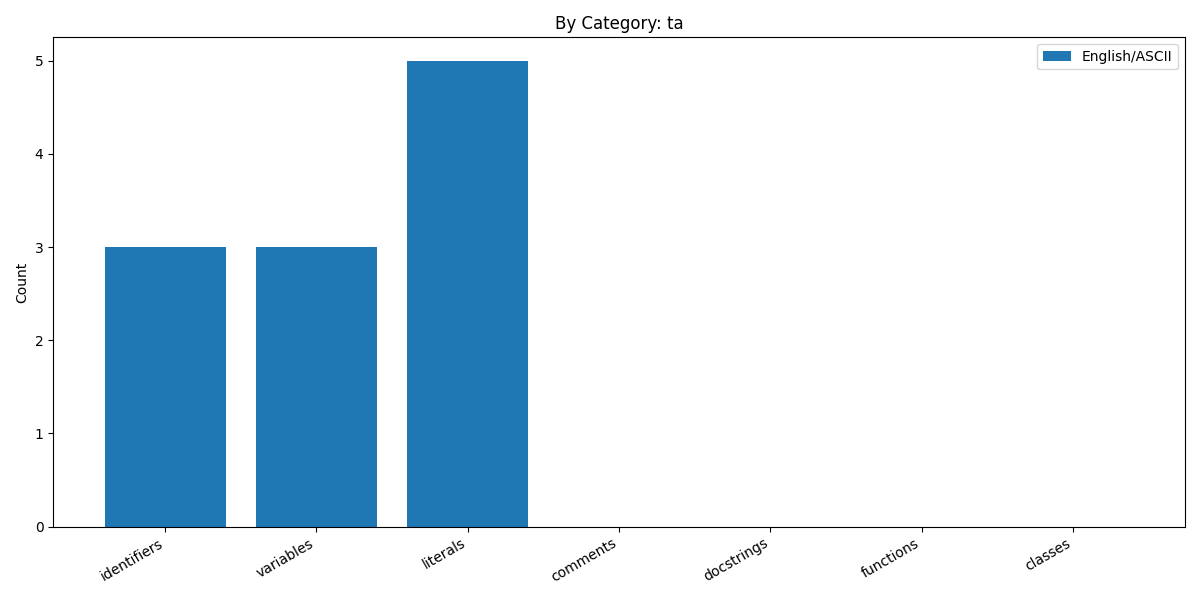 By Category: ta
English/ASCII
Count
5
4
3
2
1
0
identifiers
variables
literals
comments
docstrings
functions
classes